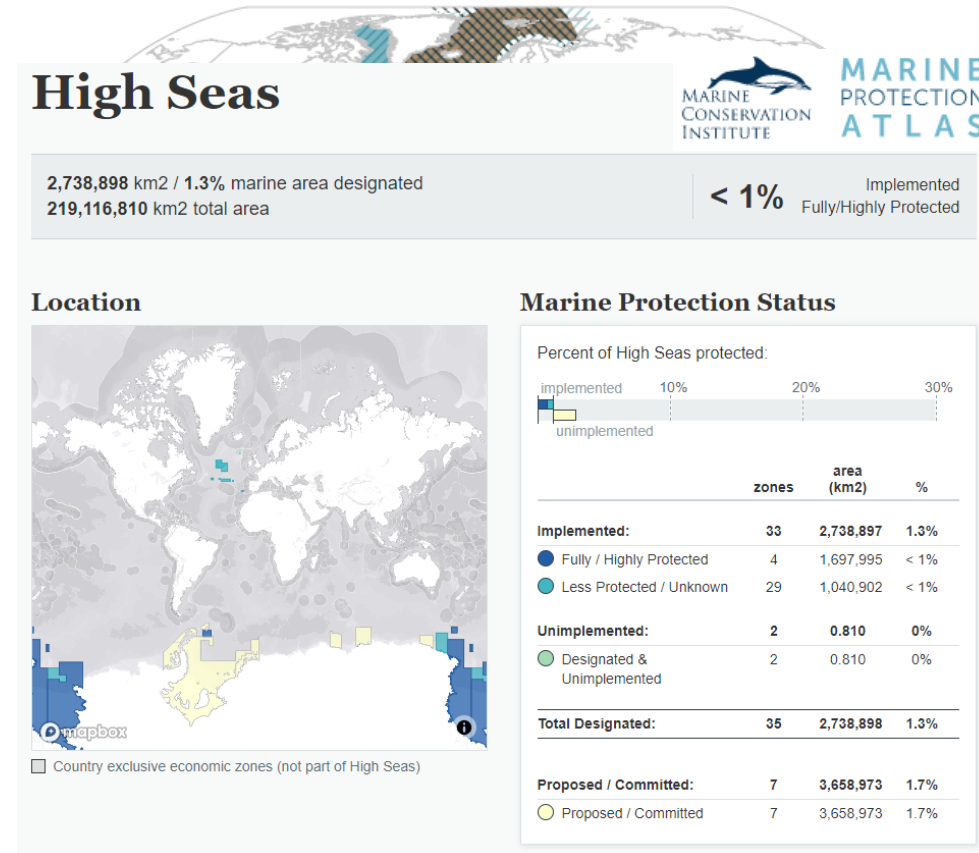 High Seas
MARINE
CONSERVATION
INSTITUTE
MARINE
PROTECTION
ATLAS
2,738,898 km2 / 1.3% marine area designated
219,116,810 km2 total area
< 1%
Implemented
Fully/Highly Protected
Location
mapbox
i
Country exclusive economic zones (not part of High Seas)
Marine Protection Status
Percent of High Seas protected:
implemented 10% 20% 30%
unimplemented
area
zones (km2) %
Implemented: 33 2,738,897 1.3%
Fully / Highly Protected 4 1,697,995 < 1%
Less Protected / Unknown 29 1,040,902 < 1%
Unimplemented: 2 0.810 0%
Designated & 2 0.810 0%
Unimplemented
Total Designated: 35 2,738,898 1.3%
Proposed / Committed: 7 3,658,973 1.7%
Proposed / Committed 7 3,658,973 1.7%